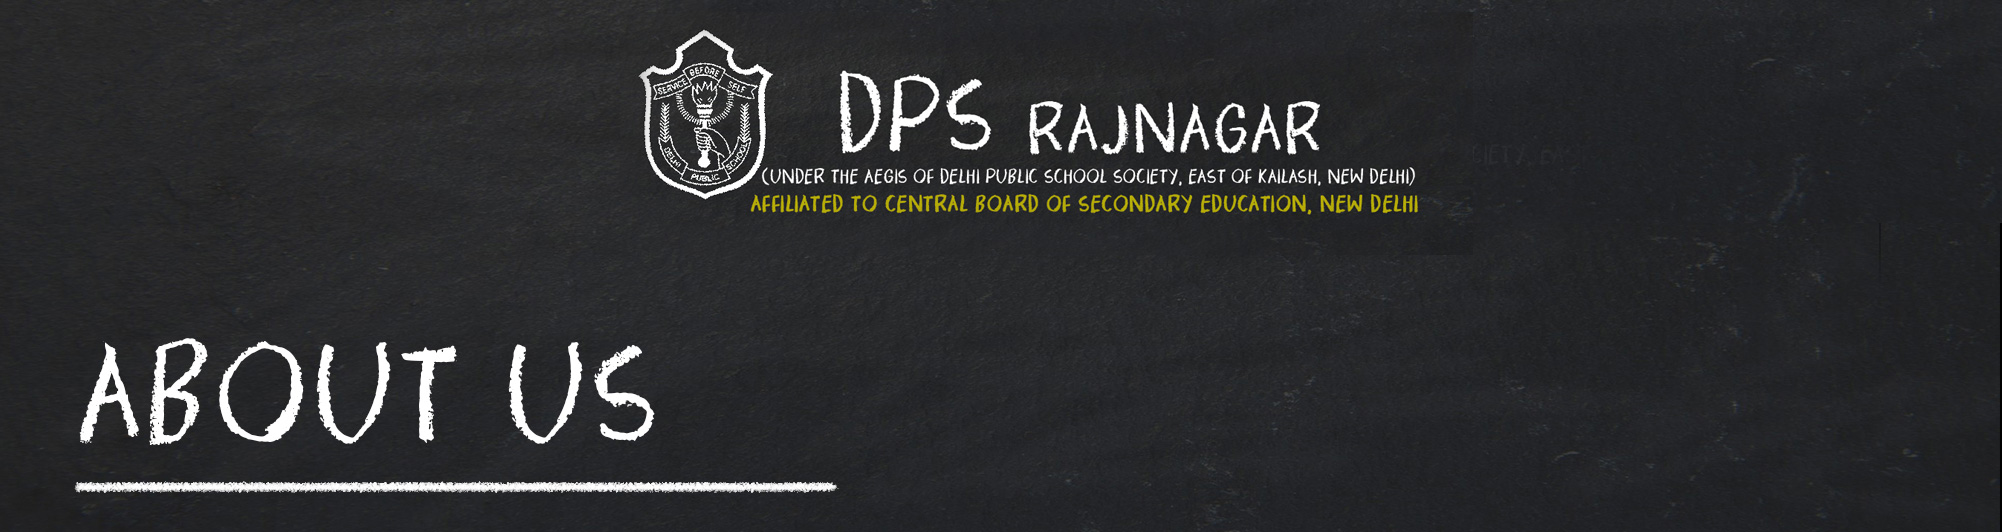 SERVICE BEFORE SELF
DELHI PUBLIC SCHOOL
DPS RAJNAGAR
(UNDER THE AEGIS OF DELHI PUBLIC SCHOOL SOCIETY, EAST OF KAILASH, NEW DELHI)
AFFILIATED TO CENTRAL BOARD OF SECONDARY EDUCATION, NEW DELHI
ABOUT US